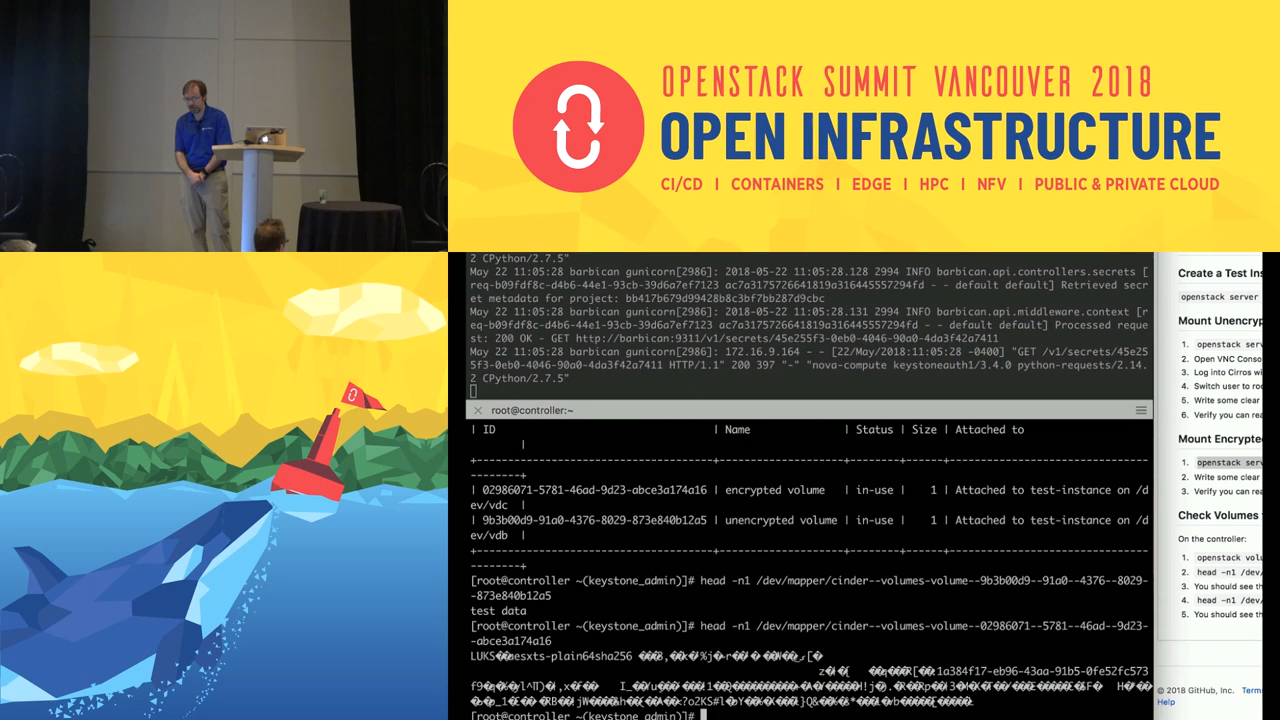 OPENSTACK SUMMIT VANCOUVER 2018
OPEN INFRASTRUCTURE
CI/CD | CONTAINERS | EDGE | HPC | NFV | PUBLIC & PRIVATE CLOUD
2 CPython/2.7.5"
May 22 11:05:28 barbican gunicorn[2986]: 2018-05-22 11:05:28.128 2994 INFO barbican.api.controllers.secrets [
req-b09fdf8c-d4b6-44e1-93cb-39d6a7ef7123 ac7a3175726641819a316445557294fd - - default default] Retrieved secr
et metadata for project: bb417b679d99428b8c3bf7bb287d9cbc
May 22 11:05:28 barbican gunicorn[2986]: 2018-05-22 11:05:28.131 2994 INFO barbican.api.middleware.context [r
eq-b09fdf8c-d4b6-44e1-93cb-39d6a7ef7123 ac7a3175726641819a316445557294fd - - default default] Processed reque
st: 200 OK - GET http://barbican:9311/v1/secrets/45e255f3-0eb0-4046-90a0-4da3f42a7411
May 22 11:05:28 barbican gunicorn[2986]: 172.16.9.164 - - [22/May/2018:11:05:28 -0400] "GET /v1/secrets/45e25
5f3-0eb0-4046-90a0-4da3f42a7411 HTTP/1.1" 200 397 "-" "nova-compute keystoneauth1/3.4.0 python-requests/2.14.
2 CPython/2.7.5"
root@controller:~
| ID | Name | Status | Size | Attached to
|
+--------------------------------------+--------------------+--------+------+--------------------------------
--------+
| 02986071-5781-46ad-9d23-abce3a174a16 | encrypted volume | in-use | 1 | Attached to test-instance on /d
ev/vdc |
| 9b3b00d9-91a0-4376-8029-873e840b12a5 | unencrypted volume | in-use | 1 | Attached to test-instance on /d
ev/vdb |
+--------------------------------------+--------------------+--------+------+--------------------------------
--------+
[root@controller ~(keystone_admin)]# head -n1 /dev/mapper/cinder--volumes-volume--9b3b00d9--91a0--4376--8029-
-873e840b12a5
test data
[root@controller ~(keystone_admin)]# head -n1 /dev/mapper/cinder--volumes-volume--02986071--5781--46ad--9d23-
-abce3a174a16
LUKS aesxts-plain64sha256
1a384f17-eb96-43aa-91b5-0fe52fc573
[root@controller ~(keystone_admin)]#
Create a Test Ins
openstack server
Mount Unencryp
1. openstack serv
2. Open VNC Conso
3. Log into Cirros wi
4. Switch user to roo
5. Write some clear
6. Verify you can rea
Mount Encrypte
1. openstack serv
2. Write some clear
3. Verify you can rea
Check Volumes
On the controller:
1. openstack volu
2. head -n1 /dev/
3. You should see th
4. head -n1 /dev/
5. You should see th
© 2018 GitHub, Inc. Terms
Help